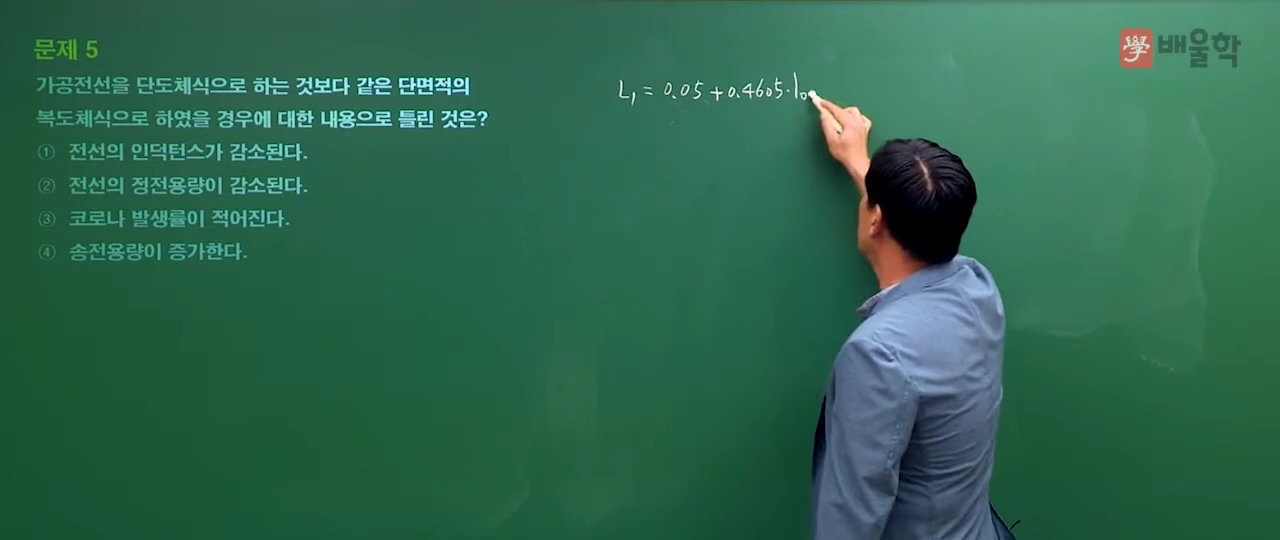 學 배울학
문제 5
가공전선을 단도체식으로 하는 것보다 같은 단면적의
복도체식으로 하였을 경우에 대한 내용으로 틀린 것은?
① 전선의 인덕턴스가 감소된다.
② 전선의 정전용량이 감소된다.
③ 코로나 발생률이 적어진다.
④ 송전용량이 증가한다.
L₁ = 0.05 + 0.4605·lo